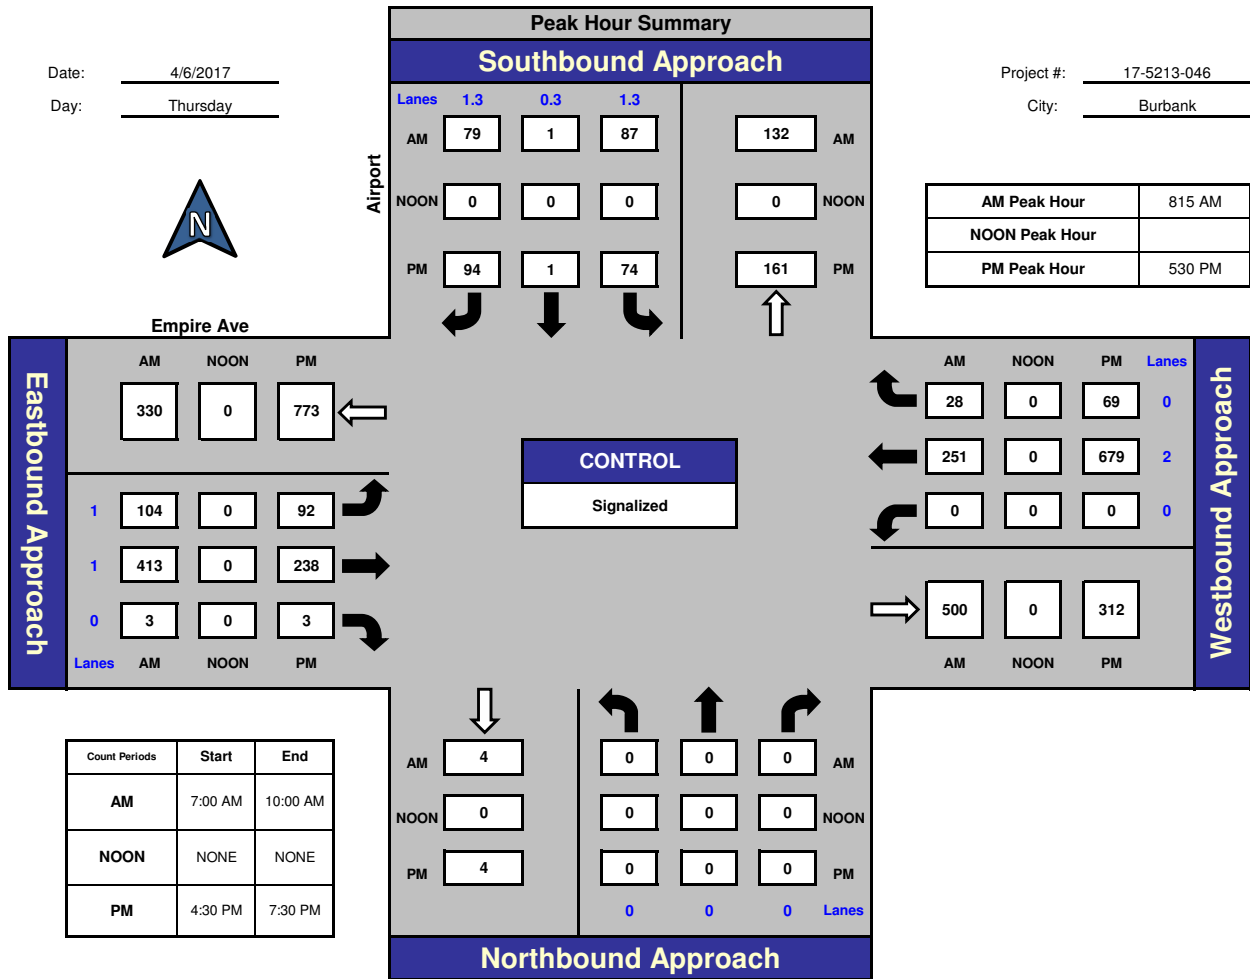 Peak Hour Summary
Southbound Approach
Date: 4/6/2017
Day: Thursday
Project #: 17-5213-046
City: Burbank
Lanes 1.3 0.3 1.3
AM 79 1 87 132 AM
Airport
NOON 0 0 0 0 NOON
PM 94 1 74 161 PM
N
AM Peak Hour 815 AM
NOON Peak Hour
PM Peak Hour 530 PM
Empire Ave
Eastbound Approach
AM NOON PM
330 0 773
1 104 0 92
1 413 0 238
0 3 0 3
Lanes AM NOON PM
CONTROL
Signalized
AM NOON PM Lanes
28 0 69 0
251 0 679 2
0 0 0 0
500 0 312
AM NOON PM
Westbound Approach
Count Periods Start End
AM 7:00 AM 10:00 AM
NOON NONE NONE
PM 4:30 PM 7:30 PM
AM 4 0 0 0 AM
NOON 0 0 0 0 NOON
PM 4 0 0 0 PM
0 0 0 Lanes
Northbound Approach